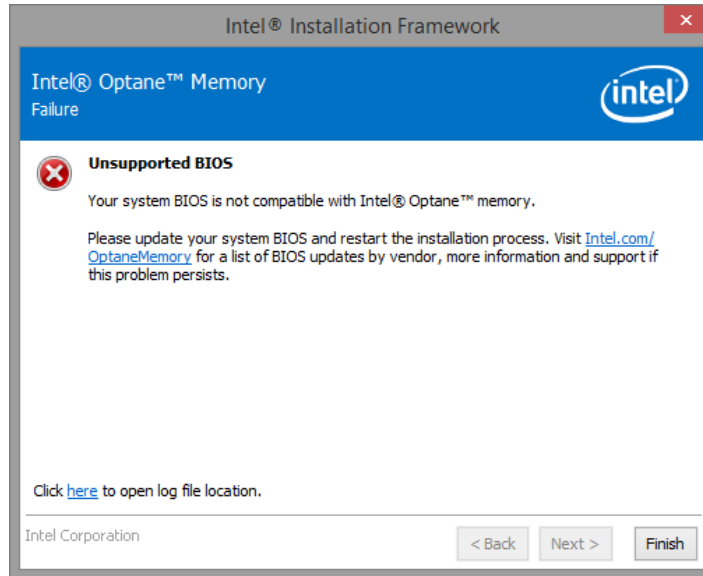 Intel® Installation Framework
Intel® Optane™ Memory
Failure
intel
Unsupported BIOS
Your system BIOS is not compatible with Intel® Optane™ memory.
Please update your system BIOS and restart the installation process. Visit Intel.com/
OptaneMemory for a list of BIOS updates by vendor, more information and support if
this problem persists.
Click here to open log file location.
Intel Corporation
< Back Next > Finish